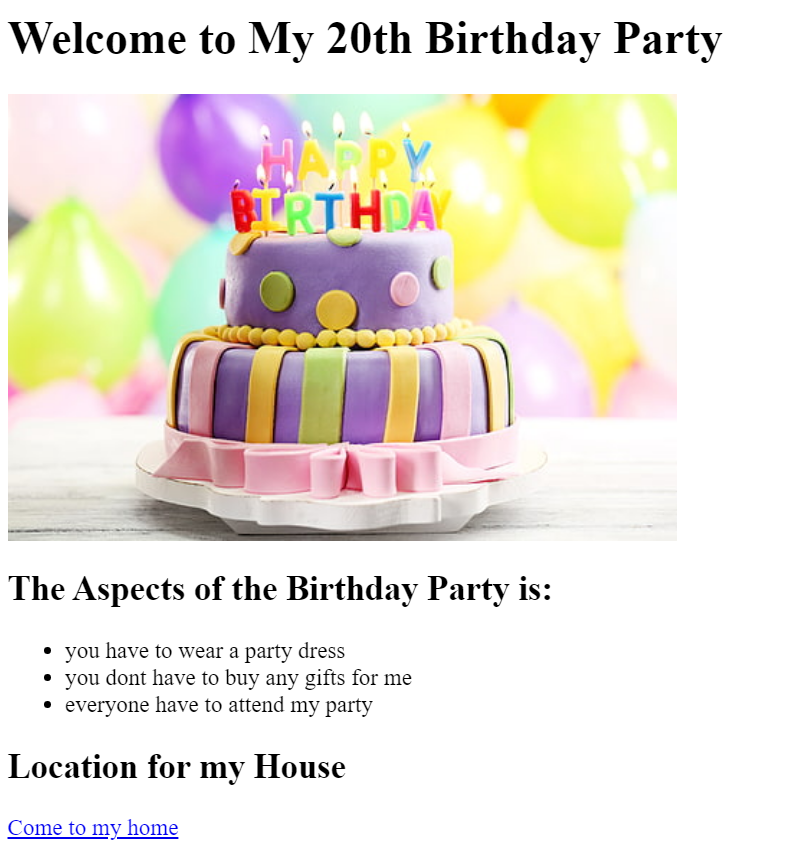 Welcome to My 20th Birthday Party
HAPPY
BIRTHDAY
The Aspects of the Birthday Party is:
you have to wear a party dress
you dont have to buy any gifts for me
everyone have to attend my party
Location for my House
Come to my home